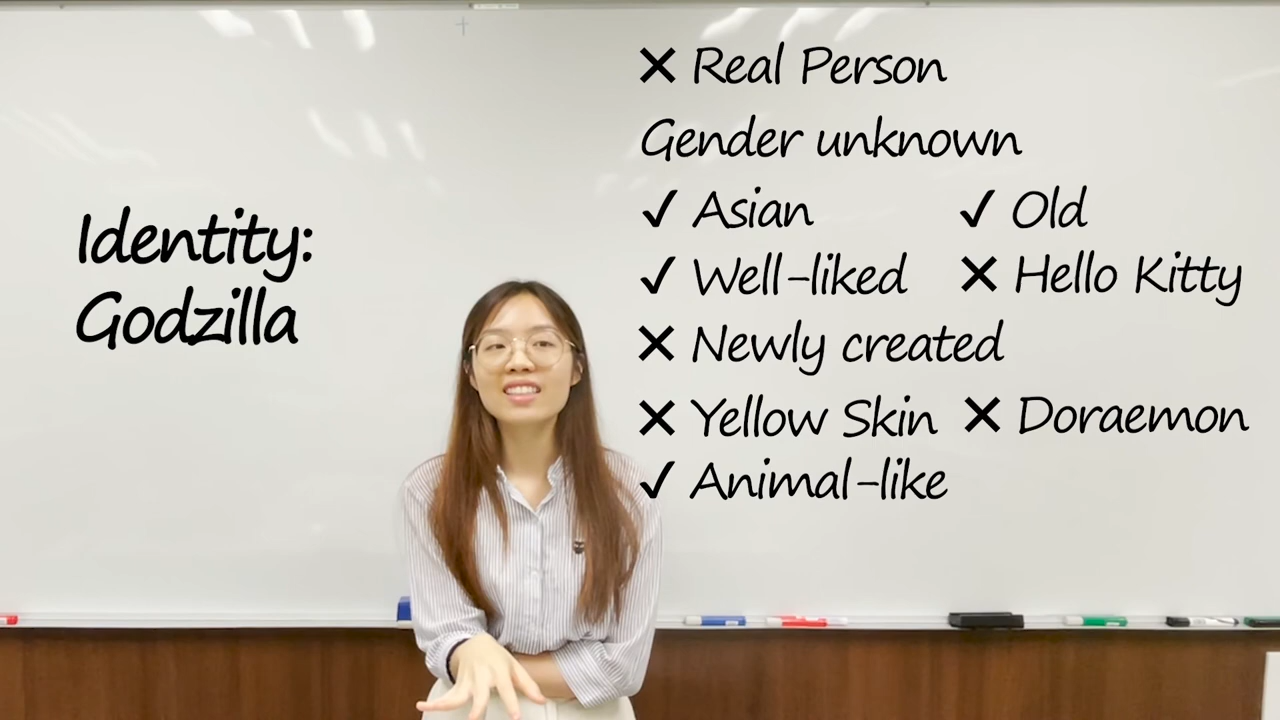 Identity:
Godzilla
✕ Real Person
Gender unknown
✓ Asian ✓ Old
✓ Well-liked ✕ Hello Kitty
✕ Newly created
✕ Yellow Skin ✕ Doraemon
✓ Animal-like